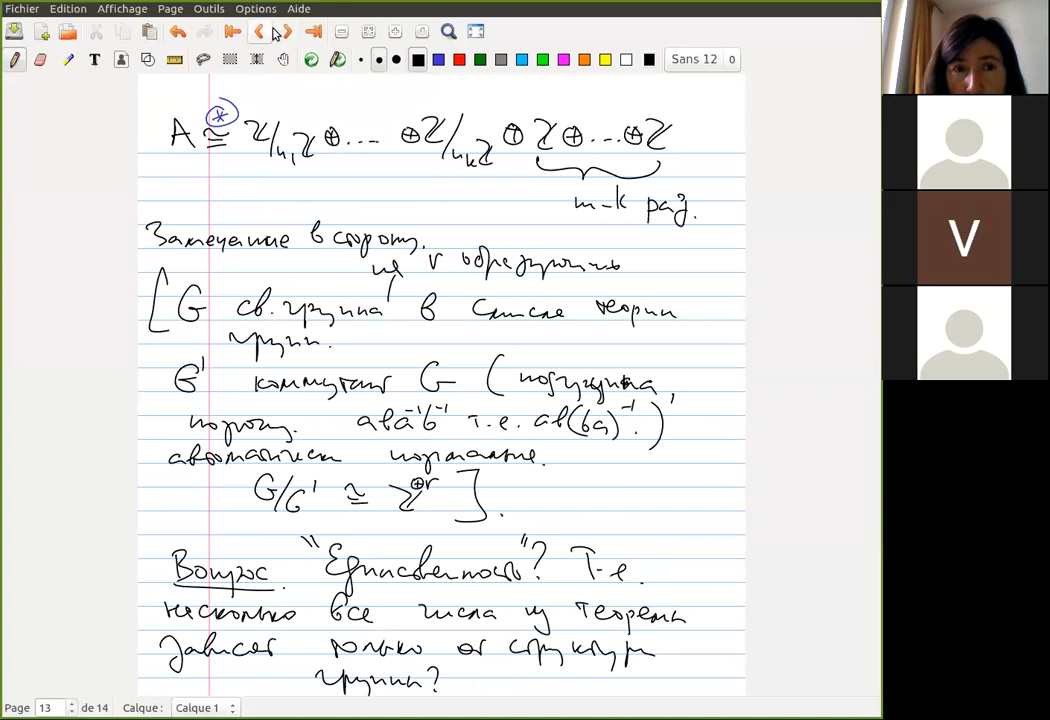 Fichier Edition Affichage Page Outils Options Aide
T Sans 12 0
A ≅ ℤ/n₁ℤ ⊕ .... ⊕ ℤ/nₖℤ ⊕ ℤ ⊕ ... ⊕ ℤ
(*)
m-k раз.
Замечание в сторону.
на r образующих
[G св. группа в смысле теории
групп.
G' коммутант G (подгруппа,
порожд. aba⁻¹b⁻¹ т.е. ab(ba)⁻¹.)
автоматически нормальна.
G/G' ≅ ℤ^⊕r ].
Вопрос. "Единственность"? Т.е.
насколько все числа из теоремы
зависят только от структуры
группы?
V
Page 13 de 14 Calque : Calque 1